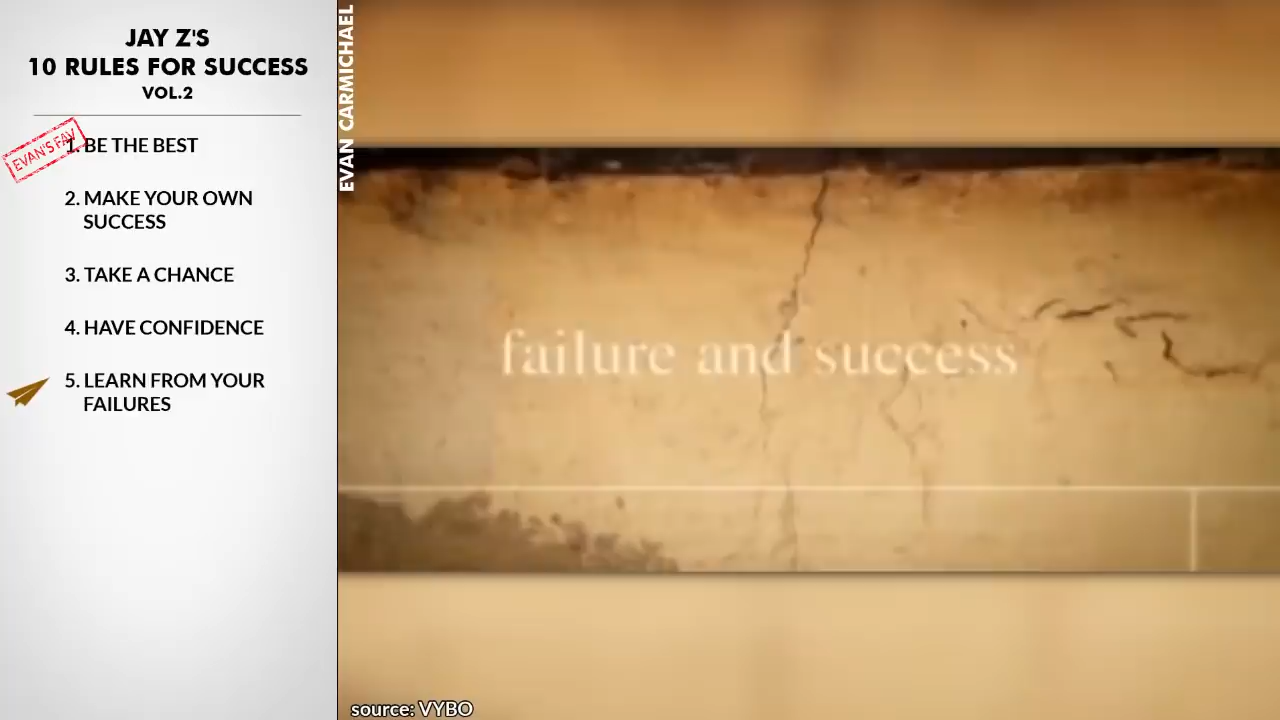 JAY Z'S
10 RULES FOR SUCCESS
VOL.2
EVAN'S FAV
1. BE THE BEST
2. MAKE YOUR OWN
SUCCESS
3. TAKE A CHANCE
4. HAVE CONFIDENCE
5. LEARN FROM YOUR
FAILURES
EVAN CARMICHAEL
failure and success
source: VYBO